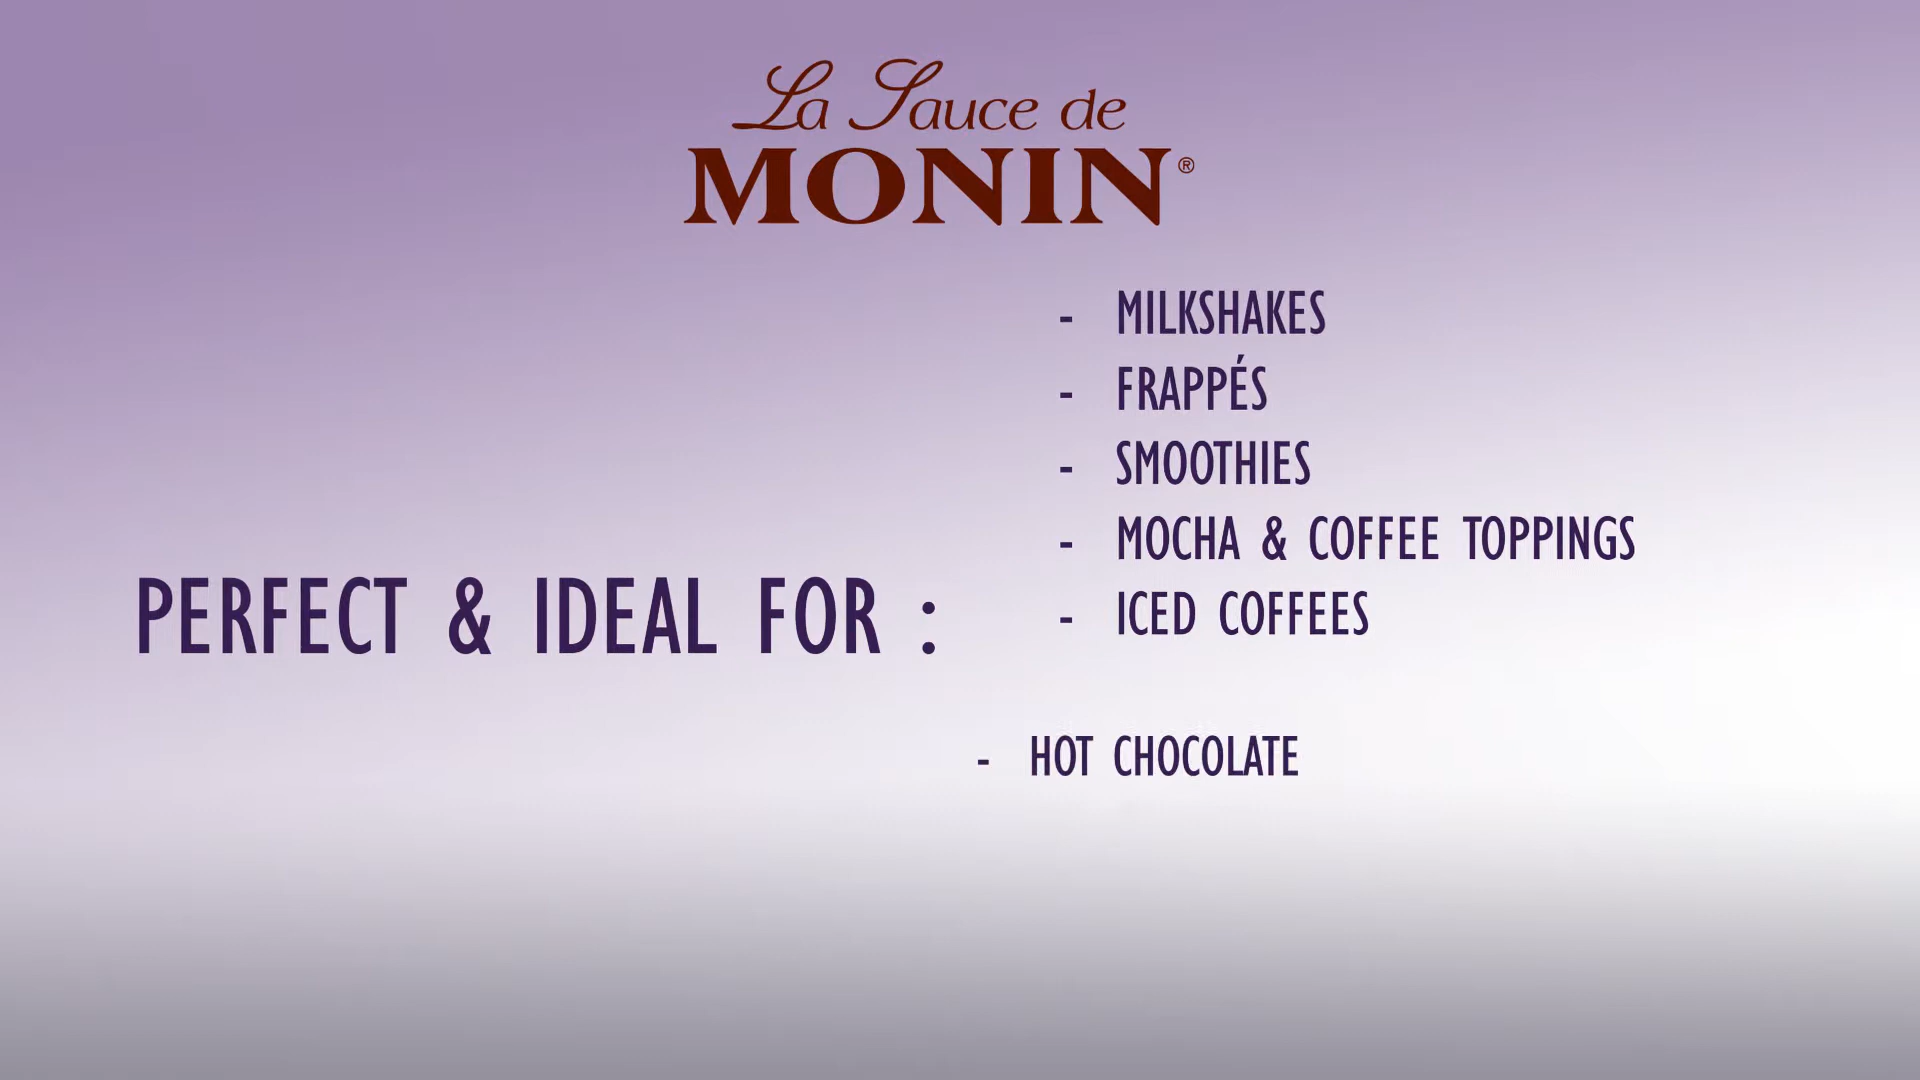 La Sauce de
MONIN®
- MILKSHAKES
- FRAPPÉS
- SMOOTHIES
- MOCHA & COFFEE TOPPINGS
- ICED COFFEES
PERFECT & IDEAL FOR :
- HOT CHOCOLATE